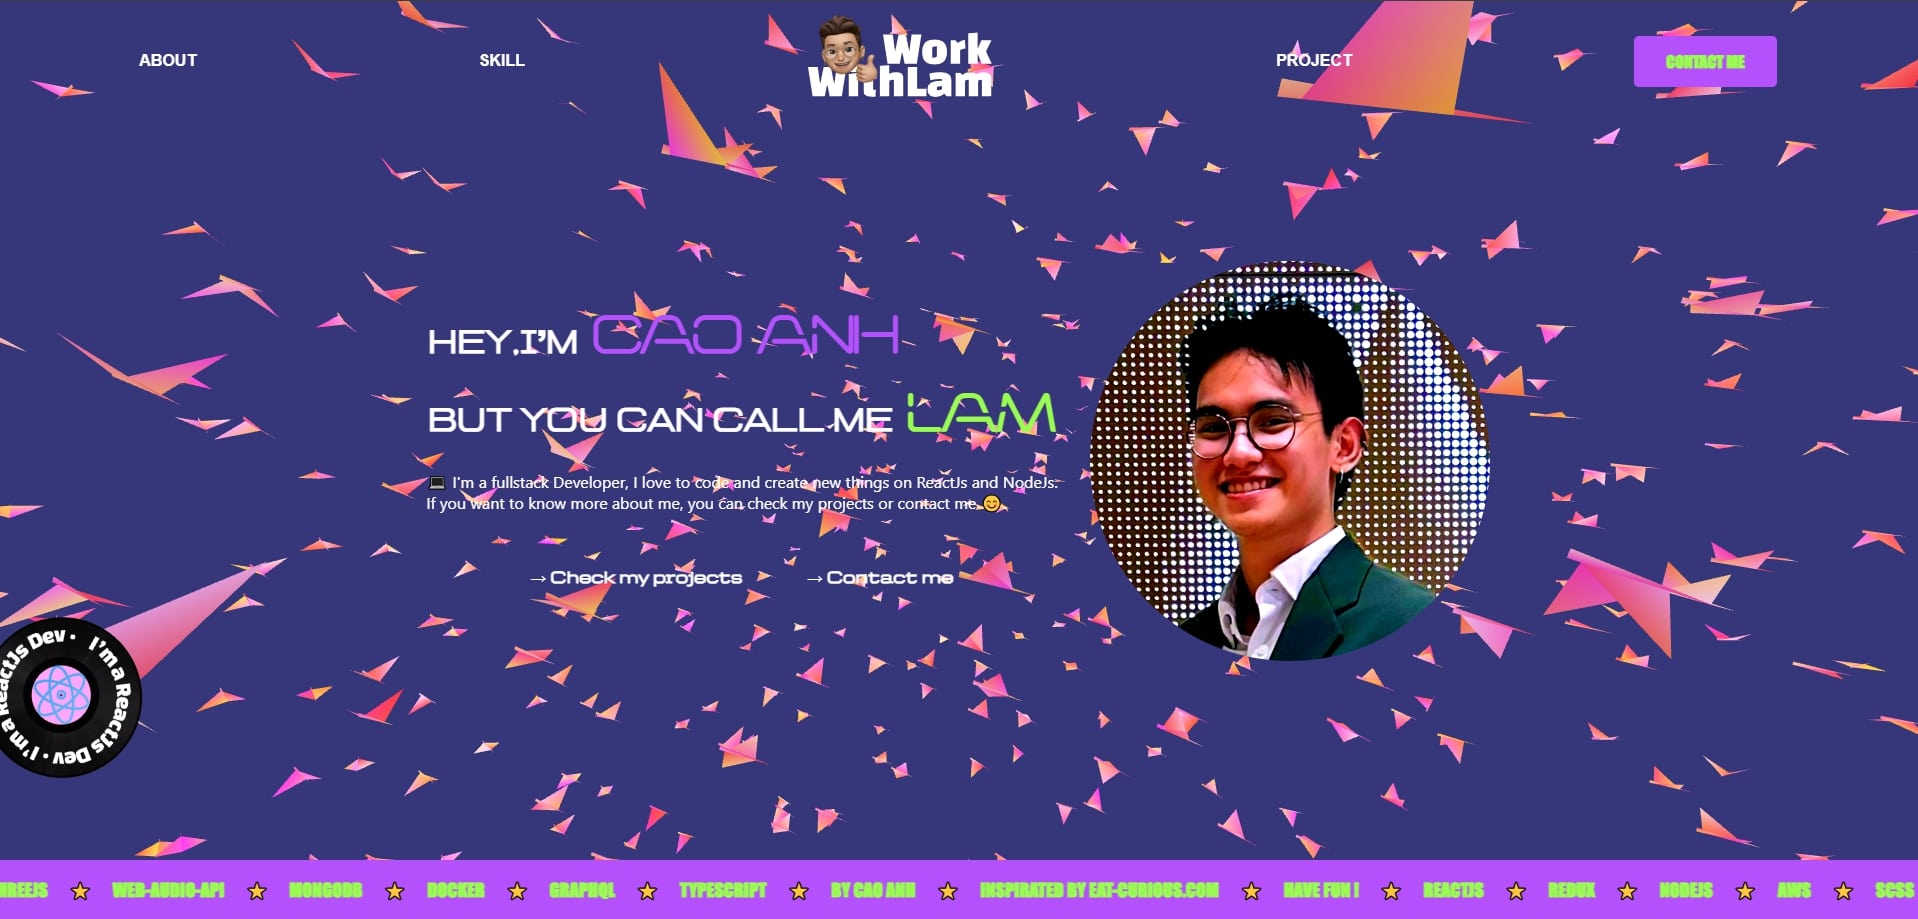 ABOUT
SKILL
Work
WithLam
PROJECT
CONTACT ME
HEY,I'M CAO ANH
BUT YOU CAN CALL ME LAM
💻 I'm a fullstack Developer, I love to code and create new things on ReactJs and NodeJs.
If you want to know more about me, you can check my projects or contact me. 😊
→ Check my projects
→ Contact me
I'm a ReactJs Dev • I'm a ReactJs Dev •
HREEJS ⭐ WEB-AUDIO-API ⭐ MONGODB ⭐ DOCKER ⭐ GRAPHQL ⭐ TYPESCRIPT ⭐ BY CAO ANH ⭐ INSPIRATED BY EAT-CURIOUS.COM ⭐ HAVE FUN ! ⭐ REACTJS ⭐ REDUX ⭐ NODEJS ⭐ AWS ⭐ SCSS